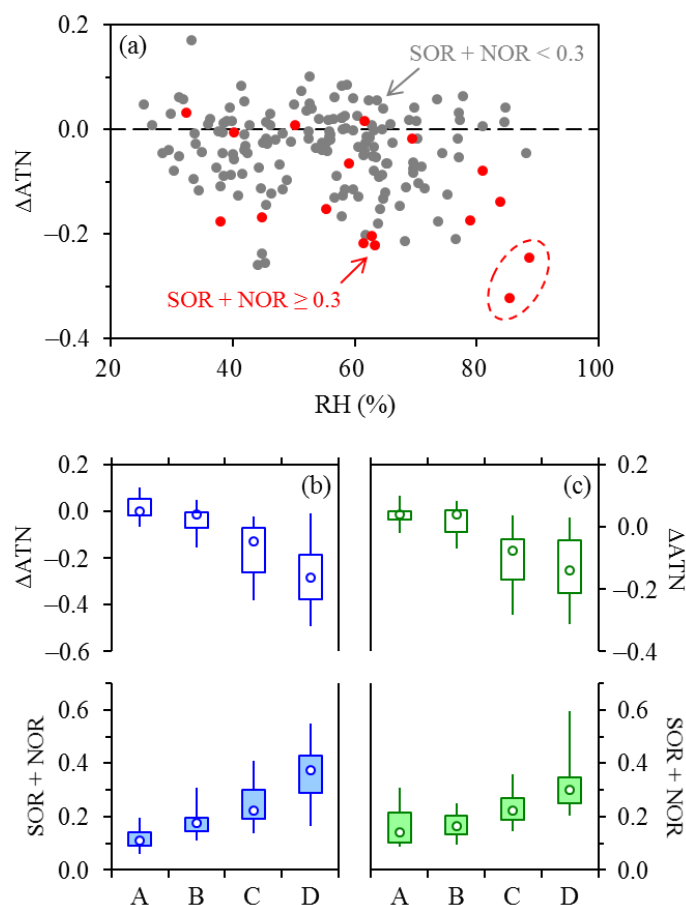 0.2
(a)
SOR + NOR < 0.3
0.0
ΔATN
–0.2
SOR + NOR ≥ 0.3
–0.4
20 40 60 80 100
RH (%)
0.2 (b) (c) 0.2
0.0 0.0
ΔATN ΔATN
–0.2 –0.2
–0.4
–0.6 –0.4
0.6 0.6
SOR + NOR SOR + NOR
0.4 0.4
0.2 0.2
0.0 0.0
A B C D A B C D